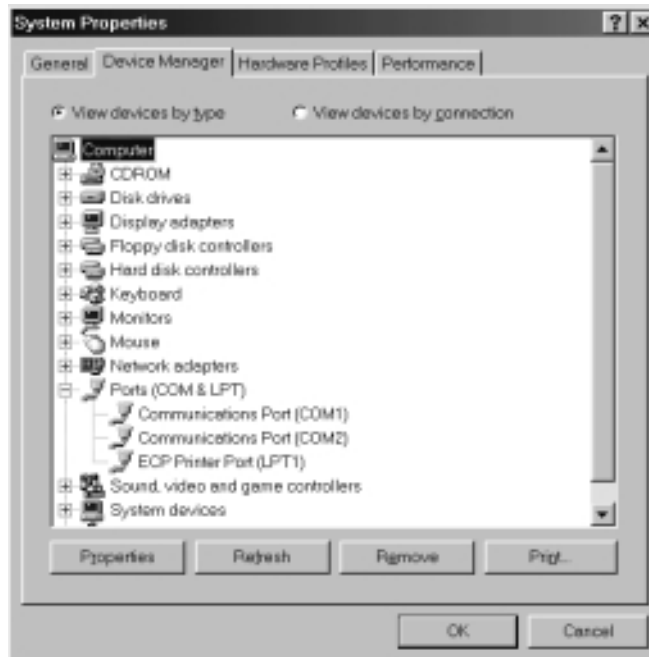 System Properties
General Device Manager Hardware Profiles Performance
View devices by type View devices by connection
Computer
CDROM
Disk drives
Display adapters
Floppy disk controllers
Hard disk controllers
Keyboard
Monitors
Mouse
Network adapters
Ports (COM & LPT)
Communications Port (COM1)
Communications Port (COM2)
ECP Printer Port (LPT1)
Sound, video and game controllers
System devices
Properties Refresh Remove Print...
OK Cancel